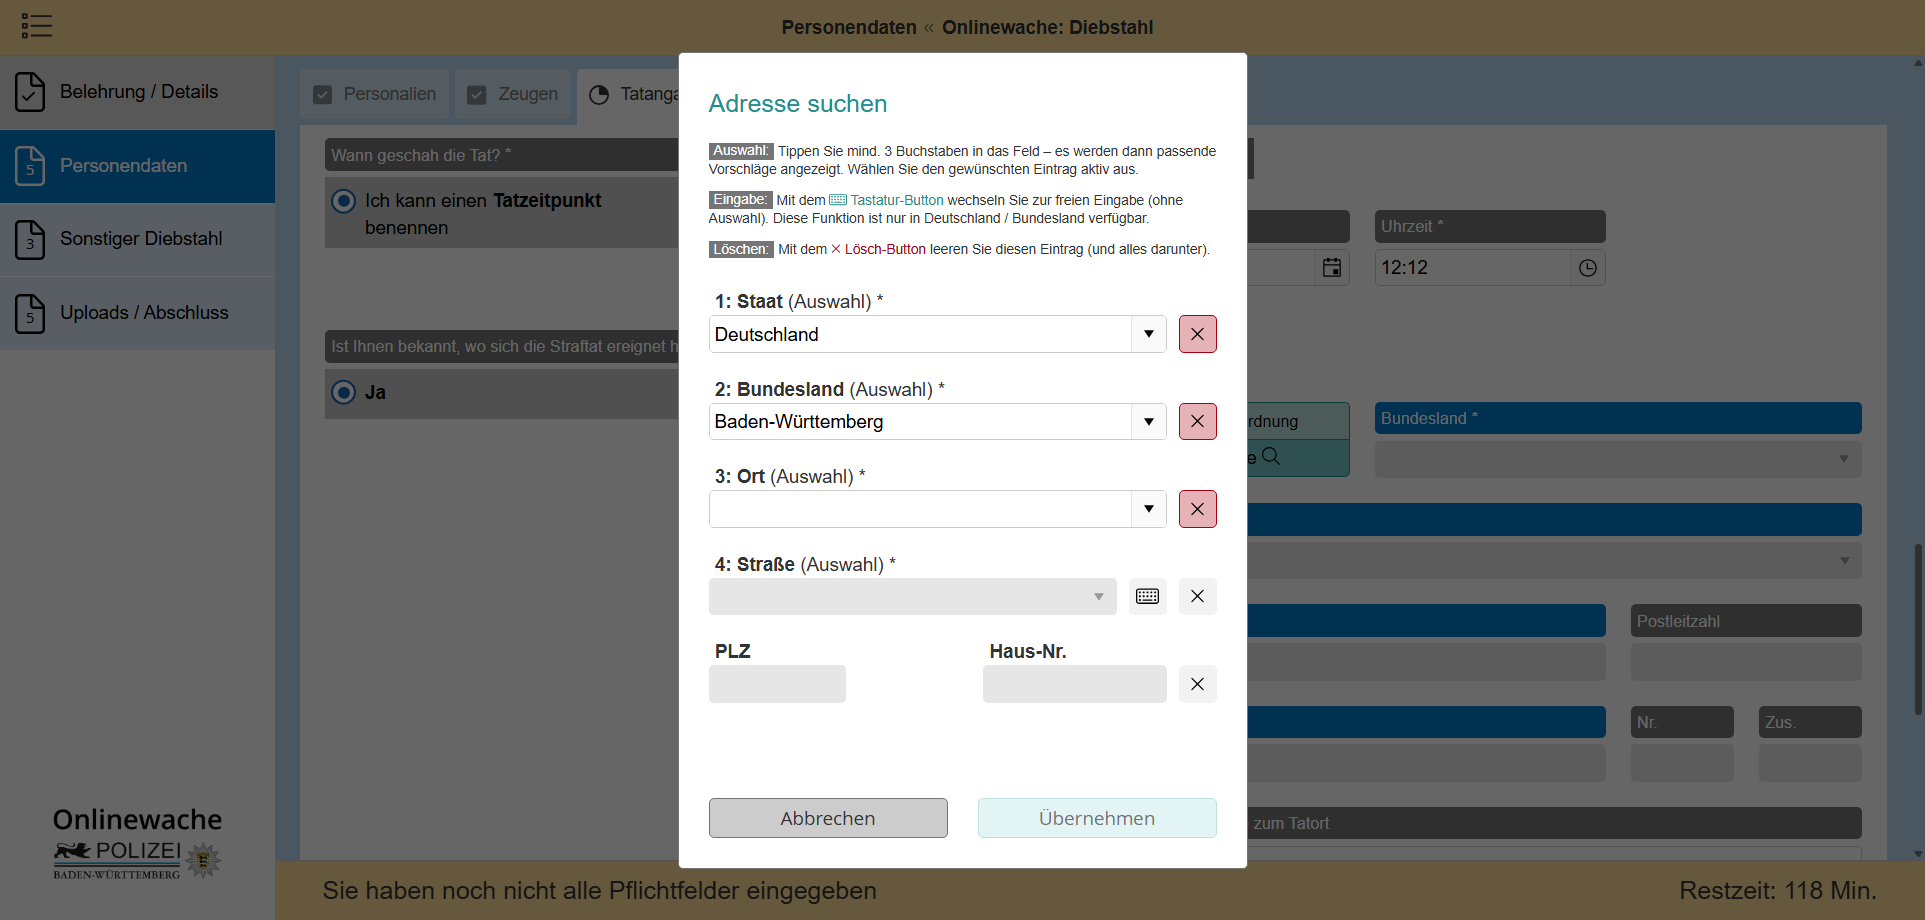 Personendaten « Onlinewache: Diebstahl
Belehrung / Details
5 Personendaten
3 Sonstiger Diebstahl
5 Uploads / Abschluss
Onlinewache
POLIZEI
BADEN-WÜRTTEMBERG
Personalien
Zeugen
Tatanga
Wann geschah die Tat? *
Ich kann einen Tatzeitpunkt
benennen
Ist Ihnen bekannt, wo sich die Straftat ereignet h
Ja
Adresse suchen
Auswahl: Tippen Sie mind. 3 Buchstaben in das Feld – es werden dann passende
Vorschläge angezeigt. Wählen Sie den gewünschten Eintrag aktiv aus.
Eingabe: Mit dem Tastatur-Button wechseln Sie zur freien Eingabe (ohne
Auswahl). Diese Funktion ist nur in Deutschland / Bundesland verfügbar.
Löschen: Mit dem × Lösch-Button leeren Sie diesen Eintrag (und alles darunter).
1: Staat (Auswahl) *
Deutschland
2: Bundesland (Auswahl) *
Baden-Württemberg
3: Ort (Auswahl) *
4: Straße (Auswahl) *
PLZ
Haus-Nr.
Abbrechen
Übernehmen
Uhrzeit *
12:12
rdnung
e
Bundesland *
Postleitzahl
Nr.
Zus.
zum Tatort
Sie haben noch nicht alle Pflichtfelder eingegeben
Restzeit: 118 Min.